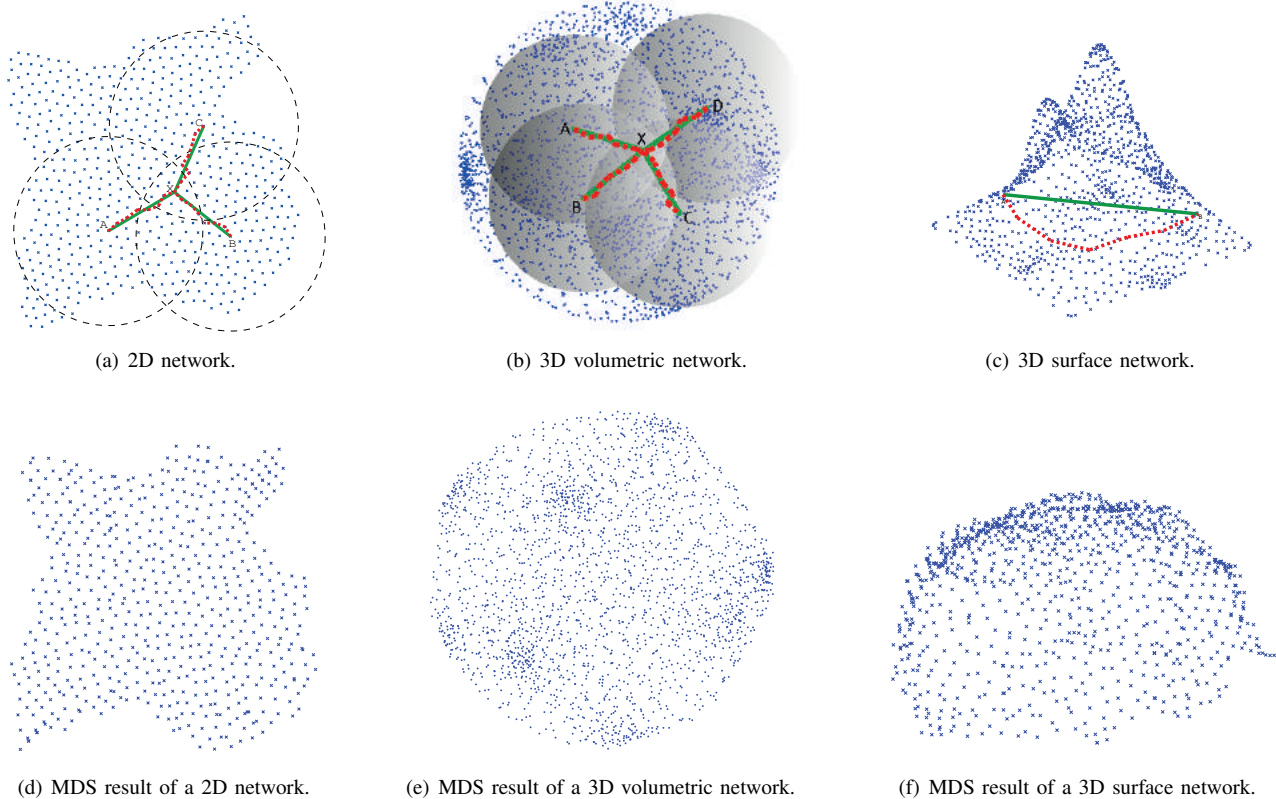 C
X
A
B
D
A
X
B
C
(a) 2D network.
(b) 3D volumetric network.
(c) 3D surface network.
(d) MDS result of a 2D network.
(e) MDS result of a 3D volumetric network.
(f) MDS result of a 3D surface network.